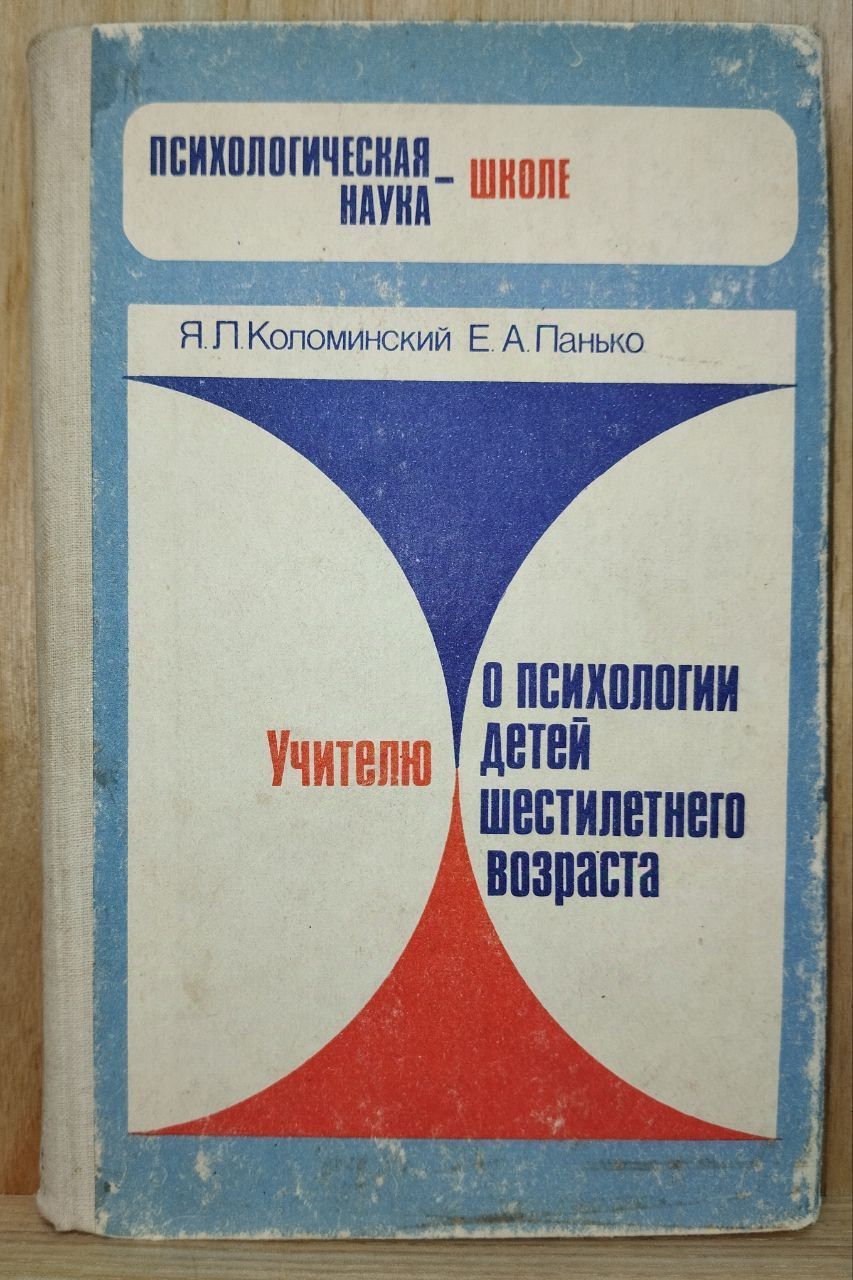 ПСИХОЛОГИЧЕСКАЯ
НАУКА – ШКОЛЕ
Я. Л. Коломинский Е. А. Панько
Учителю
о психологии
детей
шестилетнего
возраста